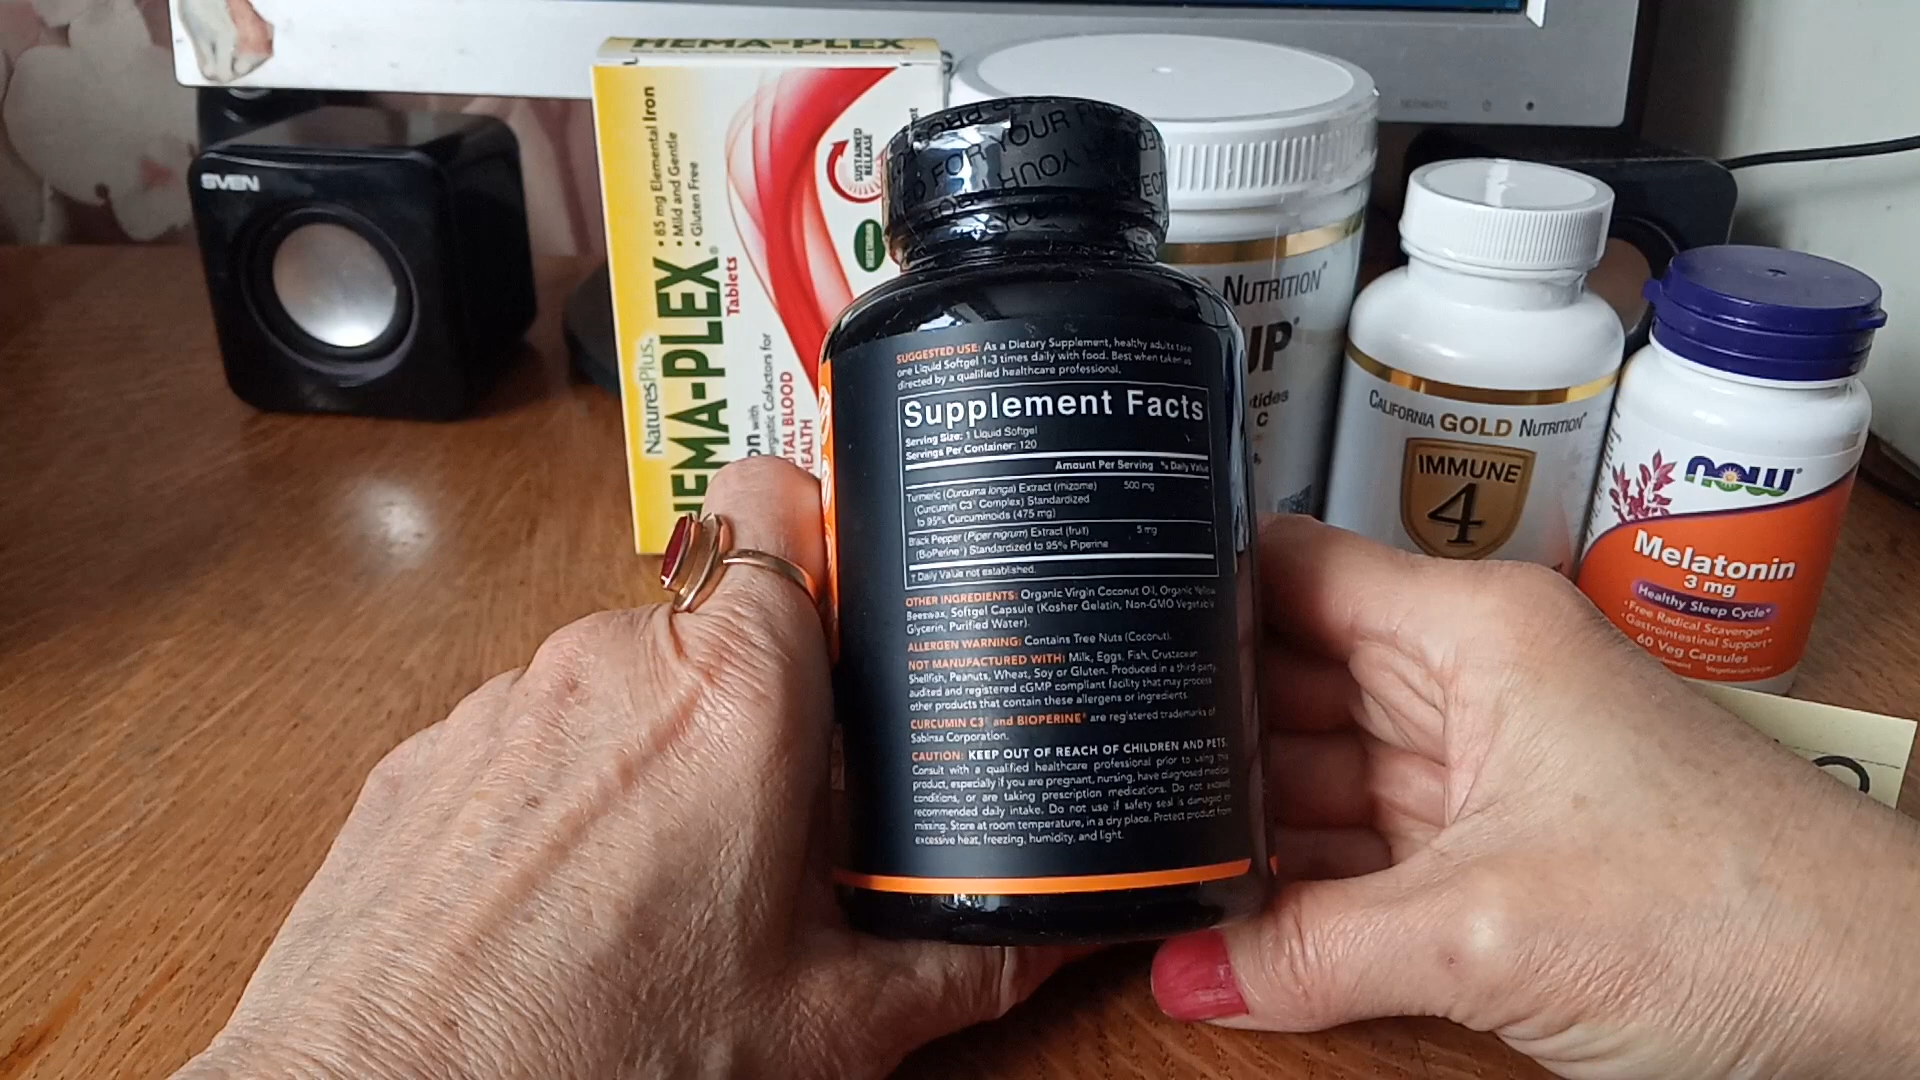 HEMA-PLEX
SVEN
• 85 mg Elemental Iron
• Mild and Gentle
• Gluten Free
NaturesPlus.
HEMA-PLEX®
Tablets
with
Cofactors for
TOTAL BLOOD
HEALTH
SUSTAINED
RELEASE
FOR YOUR
SUGGESTED USE: As a Dietary Supplement, healthy adults take
one Liquid Softgel 1-3 times daily with food. Best when taken as
directed by a qualified healthcare professional.
Supplement Facts
Serving Size: 1 Liquid Softgel
Servings Per Container: 120
Amount Per Serving % Daily Value
Turmeric (Curcuma longa) Extract (rhizome) 500 mg
(Curcumin C3® Complex) Standardized
to 95% Curcuminoids (475 mg)
Black Pepper (Piper nigrum) Extract (fruit) 5 mg
(BioPerine®) Standardized to 95% Piperine
† Daily Value not established.
OTHER INGREDIENTS: Organic Virgin Coconut Oil, Organic Yellow
Beeswax, Softgel Capsule (Kosher Gelatin, Non-GMO Vegetable
Glycerin, Purified Water).
ALLERGEN WARNING: Contains Tree Nuts (Coconut).
NOT MANUFACTURED WITH: Milk, Eggs, Fish, Crustacean
Shellfish, Peanuts, Wheat, Soy or Gluten. Produced in a third-party
audited and registered cGMP compliant facility that may process
other products that contain these allergens or ingredients.
CURCUMIN C3® and BIOPERINE® are registered trademarks of
Sabinsa Corporation.
CAUTION: KEEP OUT OF REACH OF CHILDREN AND PETS.
Consult with a qualified healthcare professional prior to using this
product, especially if you are pregnant, nursing, have diagnosed medical
conditions, or are taking prescription medications. Do not exceed
recommended daily intake. Do not use if safety seal is damaged or
missing. Store at room temperature, in a dry place. Protect product from
excessive heat, freezing, humidity, and light.
NUTRITION®
UP®
C
CALIFORNIA GOLD NUTRITION®
IMMUNE
4
NOW®
Melatonin
3 mg
Healthy Sleep Cycle*
• Free Radical Scavenger*
• Gastrointestinal Support*
60 Veg Capsules